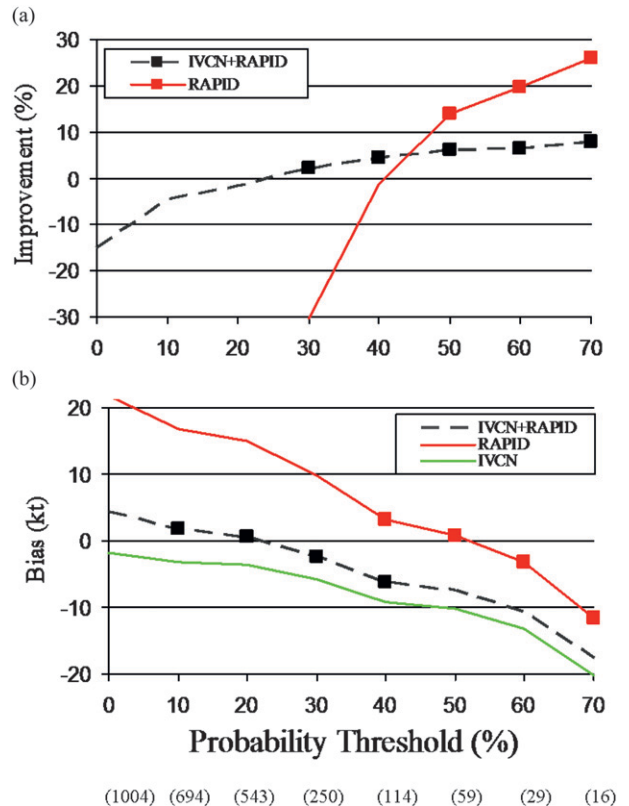 (a)
30
20
10
0
-10
-20
-30
Improvement (%)
IVCN+RAPID
RAPID
0 10 20 30 40 50 60 70
(b)
20
10
0
-10
-20
Bias (kt)
IVCN+RAPID
RAPID
IVCN
0 10 20 30 40 50 60 70
Probability Threshold (%)
(1004) (694) (543) (250) (114) (59) (29) (16)